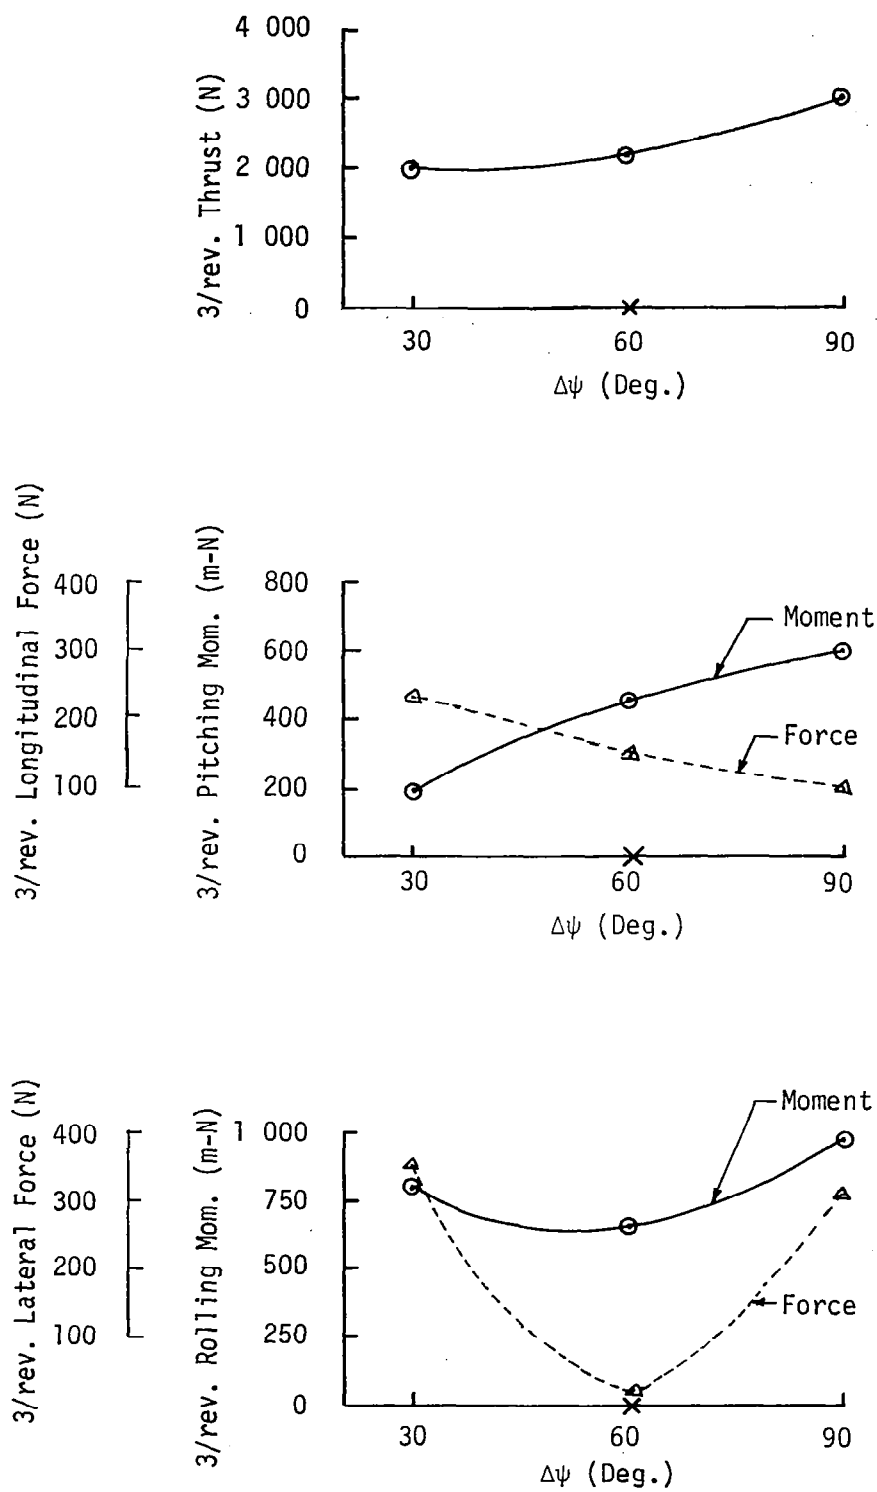 3/rev. Thrust (N)
4 000
3 000
2 000
1 000
0
30 60 90
Δψ (Deg.)
3/rev. Longitudinal Force (N)
400
300
200
100
3/rev. Pitching Mom. (m-N)
800
600
400
200
0
Moment
Force
30 60 90
Δψ (Deg.)
3/rev. Lateral Force (N)
400
300
200
100
3/rev. Rolling Mom. (m-N)
1 000
750
500
250
0
Moment
Force
30 60 90
Δψ (Deg.)